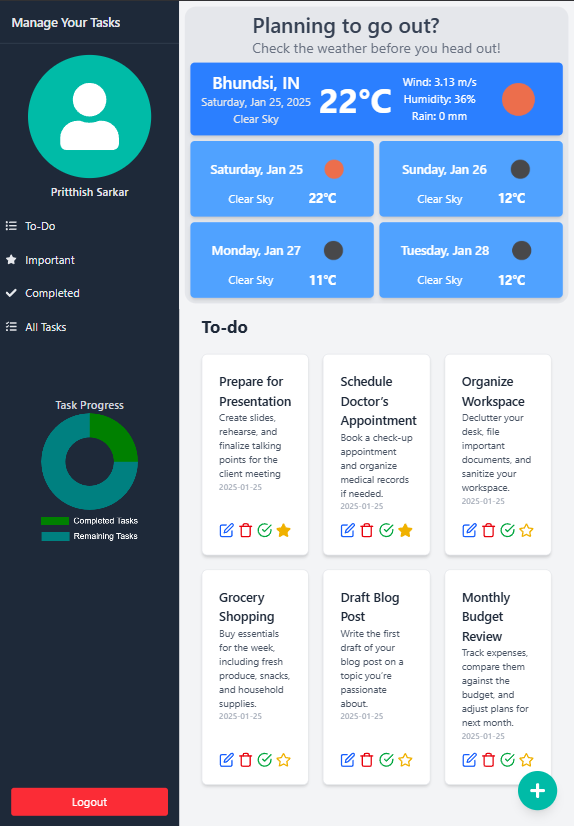 Manage Your Tasks
Pritthish Sarkar
To-Do
Important
Completed
All Tasks
Task Progress
Completed Tasks
Remaining Tasks
Logout
Planning to go out?
Check the weather before you head out!
Bhundsi, IN
Saturday, Jan 25, 2025
Clear Sky
22°C
Wind: 3.13 m/s
Humidity: 36%
Rain: 0 mm
Saturday, Jan 25
Clear Sky 22°C
Sunday, Jan 26
Clear Sky 12°C
Monday, Jan 27
Clear Sky 11°C
Tuesday, Jan 28
Clear Sky 12°C
To-do
Prepare for
Presentation
Create slides,
rehearse, and
finalize talking
points for the
client meeting
2025-01-25
Schedule
Doctor's
Appointment
Book a check-up
appointment
and organize
medical records
if needed.
2025-01-25
Organize
Workspace
Declutter your
desk, file
important
documents, and
sanitize your
workspace.
2025-01-25
Grocery
Shopping
Buy essentials
for the week,
including fresh
produce, snacks,
and household
supplies.
2025-01-25
Draft Blog
Post
Write the first
draft of your
blog post on a
topic you're
passionate
about.
2025-01-25
Monthly
Budget
Review
Track expenses,
compare them
against the
budget, and
adjust plans for
next month.
2025-01-25